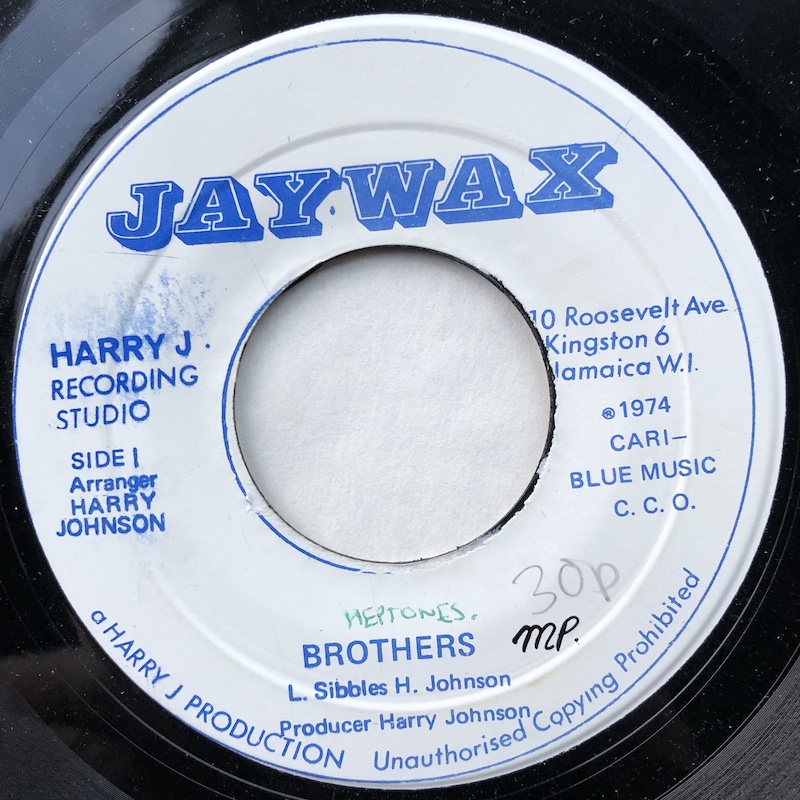 JAYWAX
HARRY J.
RECORDING
STUDIO
SIDE 1
Arranger
HARRY
JOHNSON
10 Roosevelt Ave
Kingston 6
Jamaica W.I.
℗ 1974
CARI-
BLUE MUSIC
C. C. O.
30p
HEPTONES.
BROTHERS
MP.
L. Sibbles H. Johnson
Producer Harry Johnson
a HARRY J PRODUCTION Unauthorised Copying Prohibited